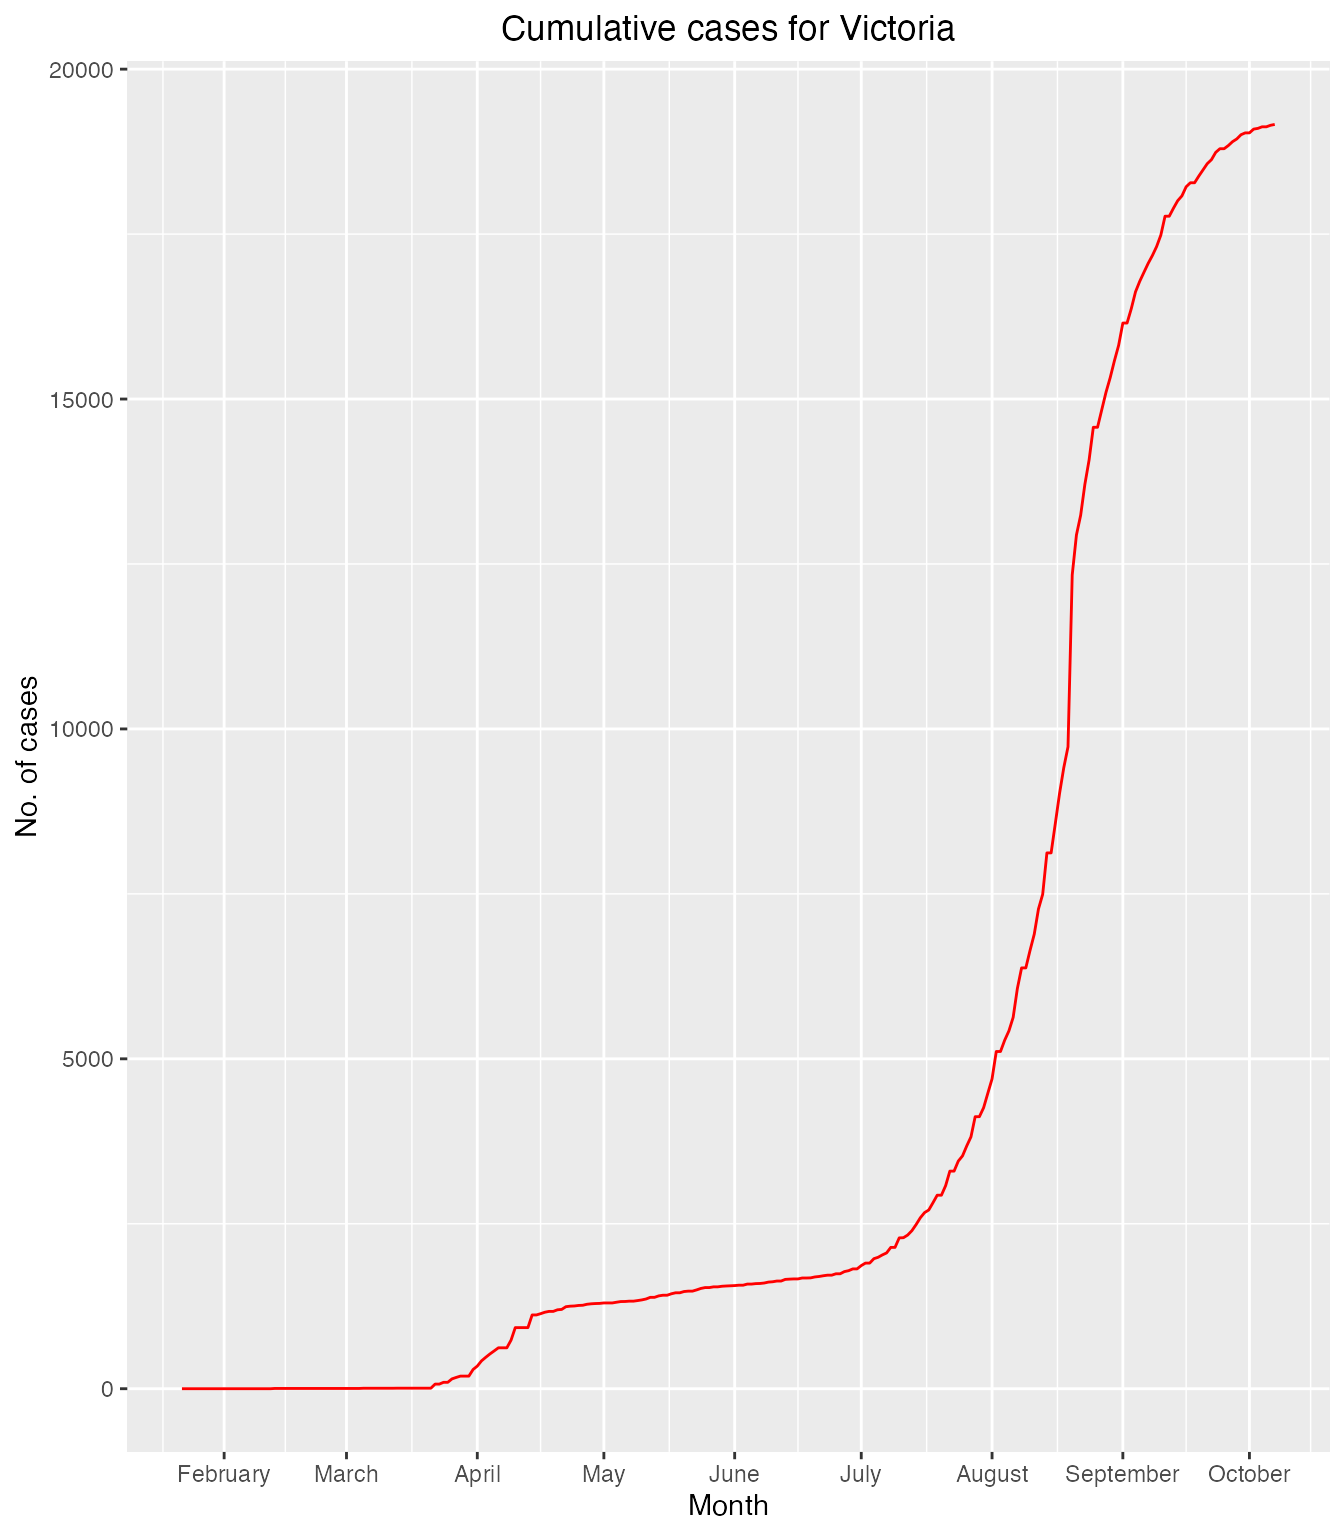 Cumulative cases for Victoria
20000
15000
10000
5000
0
No. of cases
February March April May June July August September October
Month